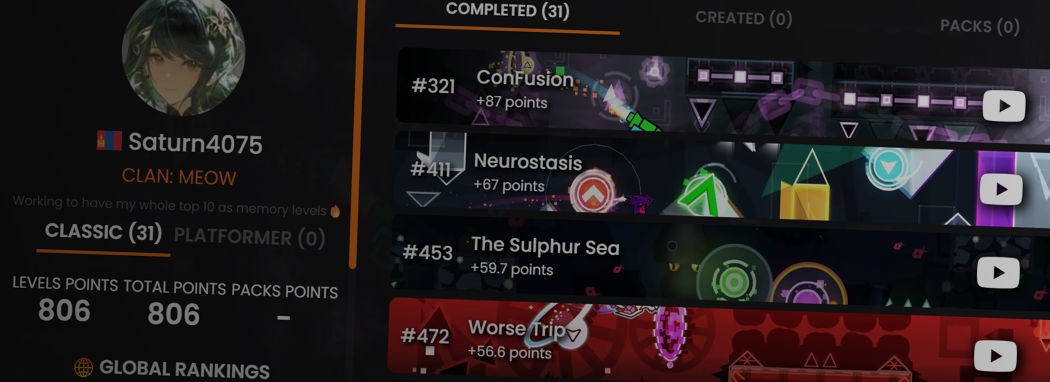 Saturn4075
CLAN: MEOW
Working to have my whole top 10 as memory levels🔥
CLASSIC (31) PLATFORMER (0)
LEVELS POINTS TOTAL POINTS PACKS POINTS
806 806 -
GLOBAL RANKINGS
COMPLETED (31) CREATED (0) PACKS (0)
#321 ConFusion
+87 points
#411 Neurostasis
+67 points
#453 The Sulphur Sea
+59.7 points
#472 Worse Trip
+56.6 points